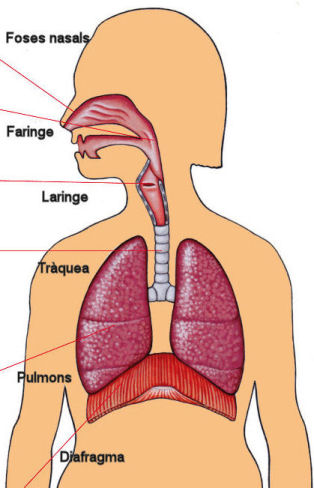 Foses nasals
Faringe
Laringe
Tràquea
Pulmons
Diafragma